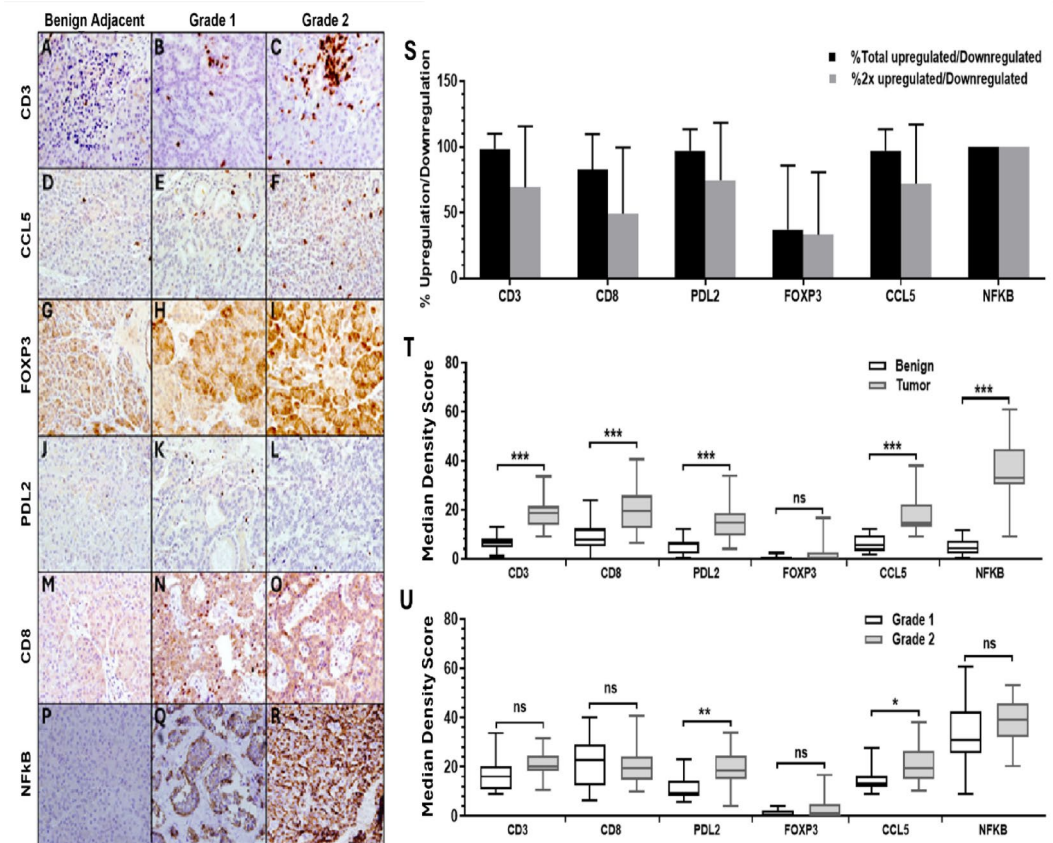 Benign Adjacent Grade 1 Grade 2
CD3
A B C
CCL5
D E F
FOXP3
G H I
PDL2
J K L
CD8
M N O
NFkB
P Q R
S
%Total upregulated/Downregulated
%2x upregulated/Downregulated
% Upregulation/Downregulation
150
100
50
0
CD3 CD8 PDL2 FOXP3 CCL5 NFKB
T
Benign
Tumor
Median Density Score
80
60
40
20
0
*** *** *** ns *** ***
CD3 CD8 PDL2 FOXP3 CCL5 NFKB
U
Grade 1
Grade 2
Median Density Score
80
60
40
20
0
ns ns ** ns * ns
CD3 CD8 PDL2 FOXP3 CCL5 NFKB